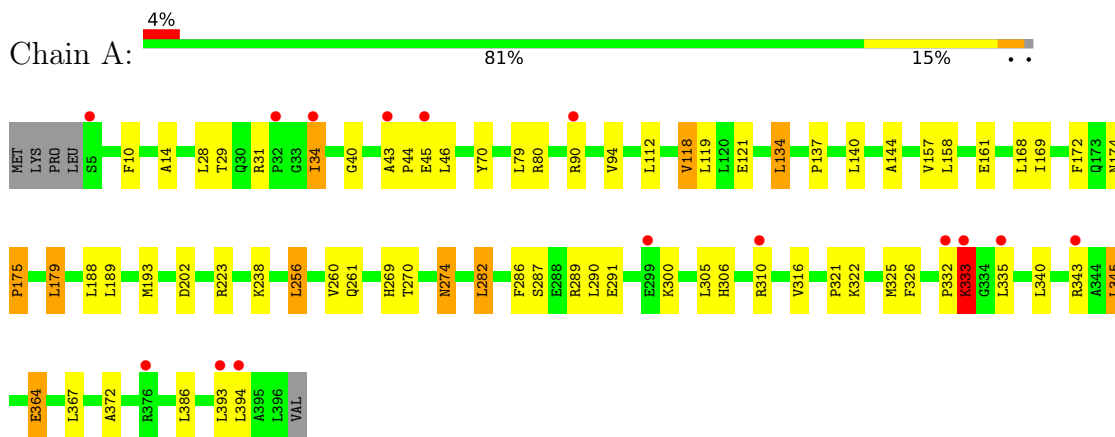 4%
Chain A:
81% 15% • •
MET LYS PRO LEU S5 F10 A14 L28 T29 Q30 R31 P32 G33 I34 G40 A43 P44 E45 L46 Y70 L79 R80 R90 V94 L112 V118 L119 L120 E121 L134 P137 L140 A144 V157 L158 E161 L168 I169 F172 Q173 N174
P175 L179 L188 L189 M193 D202 R223 K238 L256 V260 Q261 H269 T270 N274 L282 F286 S287 E288 R289 L290 E291 E299 K300 L305 H306 R310 V316 P321 K322 M325 F326 P332 K333 G334 L335 L340 R343 A344 L345
E364 L367 A372 R376 L386 L393 L394 A395 L396 VAL